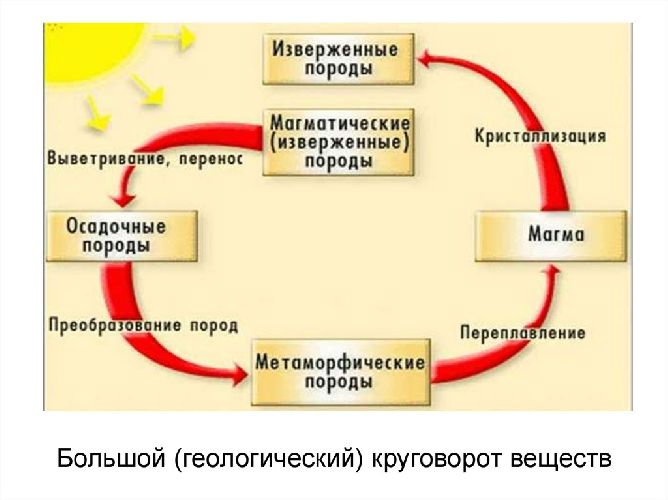 Изверженные
породы
Магматические
(изверженные)
породы
Кристаллизация
Выветривание, перенос
Осадочные
породы
Магма
Преобразование пород
Переплавление
Метаморфические
породы
Большой (геологический) круговорот веществ